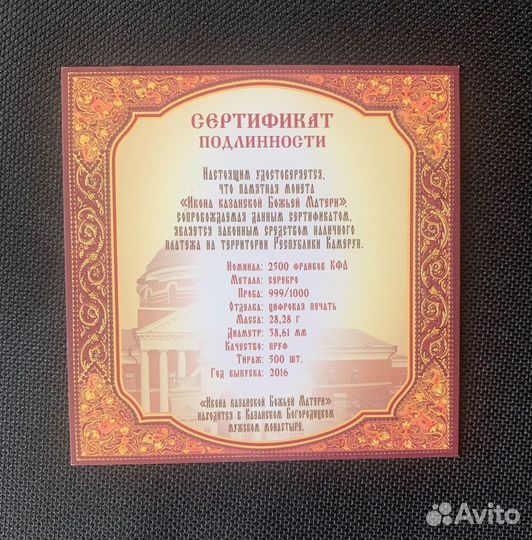 Сертификат
подлинности
Настоящим удостоверяется,
что памятная монета
«Икона казанской Божьей Матери»,
сопровождаемая данным сертификатом,
является законным средством наличного
платежа на территории Республики Камерун.
Номинал: 2500 франков КФА
Метал: серебро
Проба: 999/1000
Отделка: цифровая печать
Масса: 28,28 г
Диаметр: 38,61 мм
Качество: пруф
Тираж: 500 шт.
Год выпуска: 2016
«Икона казанской Божьей Матери»
находится в Казанском Богородицком
мужском монастыре.
Avito